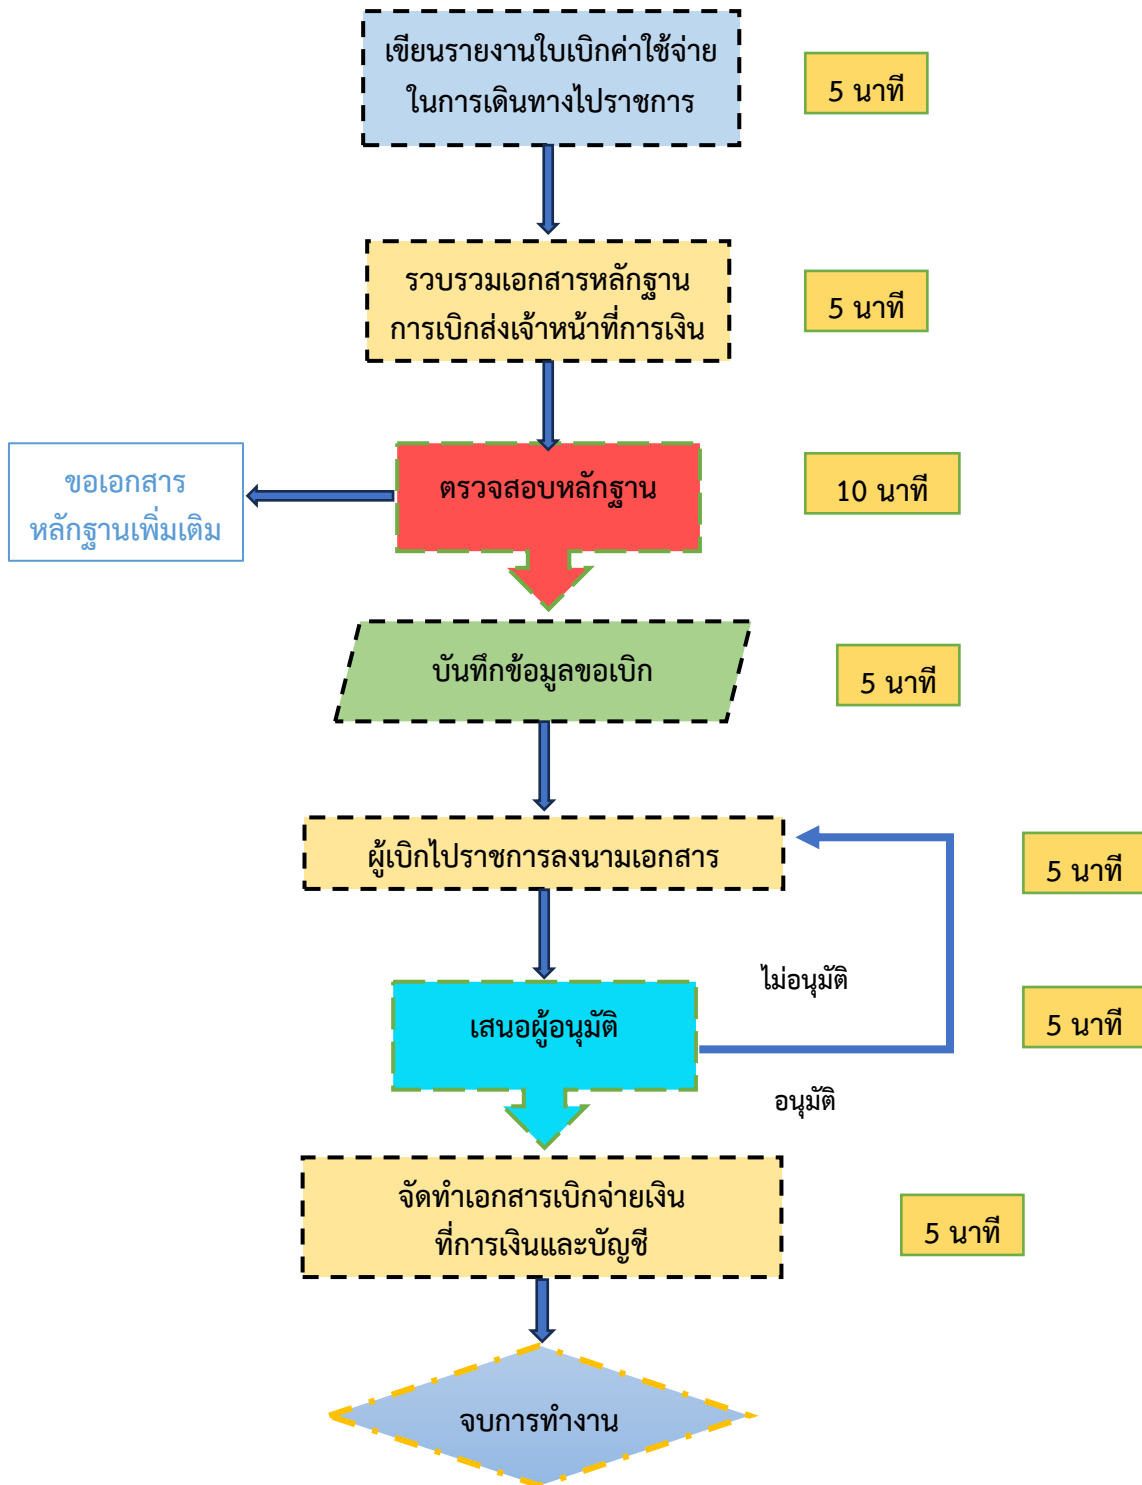 เขียนรายงานใบเบิกค่าใช้จ่าย
ในการเดินทางไปราชการ
5 นาที
รวบรวมเอกสารหลักฐาน
การเบิกส่งเจ้าหน้าที่การเงิน
5 นาที
ขอเอกสาร
หลักฐานเพิ่มเติม
ตรวจสอบหลักฐาน
10 นาที
บันทึกข้อมูลขอเบิก
5 นาที
ผู้เบิกไปราชการลงนามเอกสาร
5 นาที
ไม่อนุมัติ
เสนอผู้อนุมัติ
5 นาที
อนุมัติ
จัดทำเอกสารเบิกจ่ายเงิน
ที่การเงินและบัญชี
5 นาที
จบการทำงาน